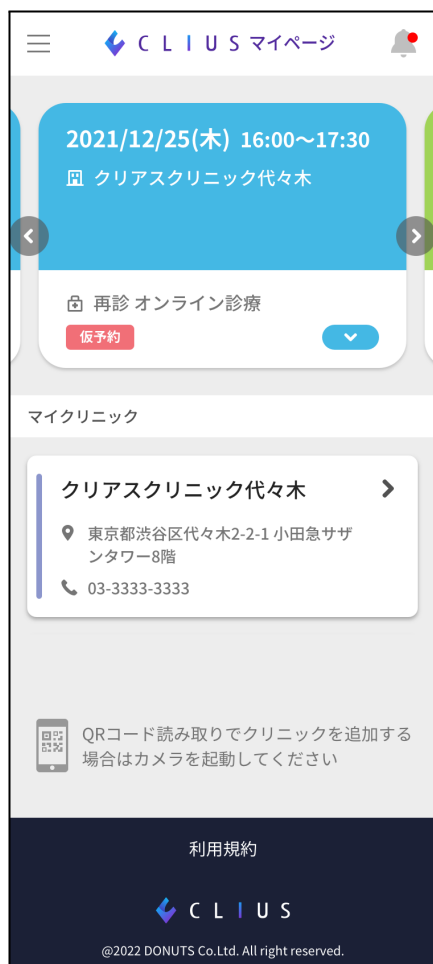 CLIUS マイページ
2021/12/25(木) 16:00〜17:30
クリアスクリニック代々木
再診 オンライン診療
仮予約
マイクリニック
クリアスクリニック代々木
東京都渋谷区代々木2-2-1 小田急サザ
ンタワー8階
03-3333-3333
QRコード読み取りでクリニックを追加する
場合はカメラを起動してください
利用規約
CLIUS
@2022 DONUTS Co.Ltd. All right reserved.